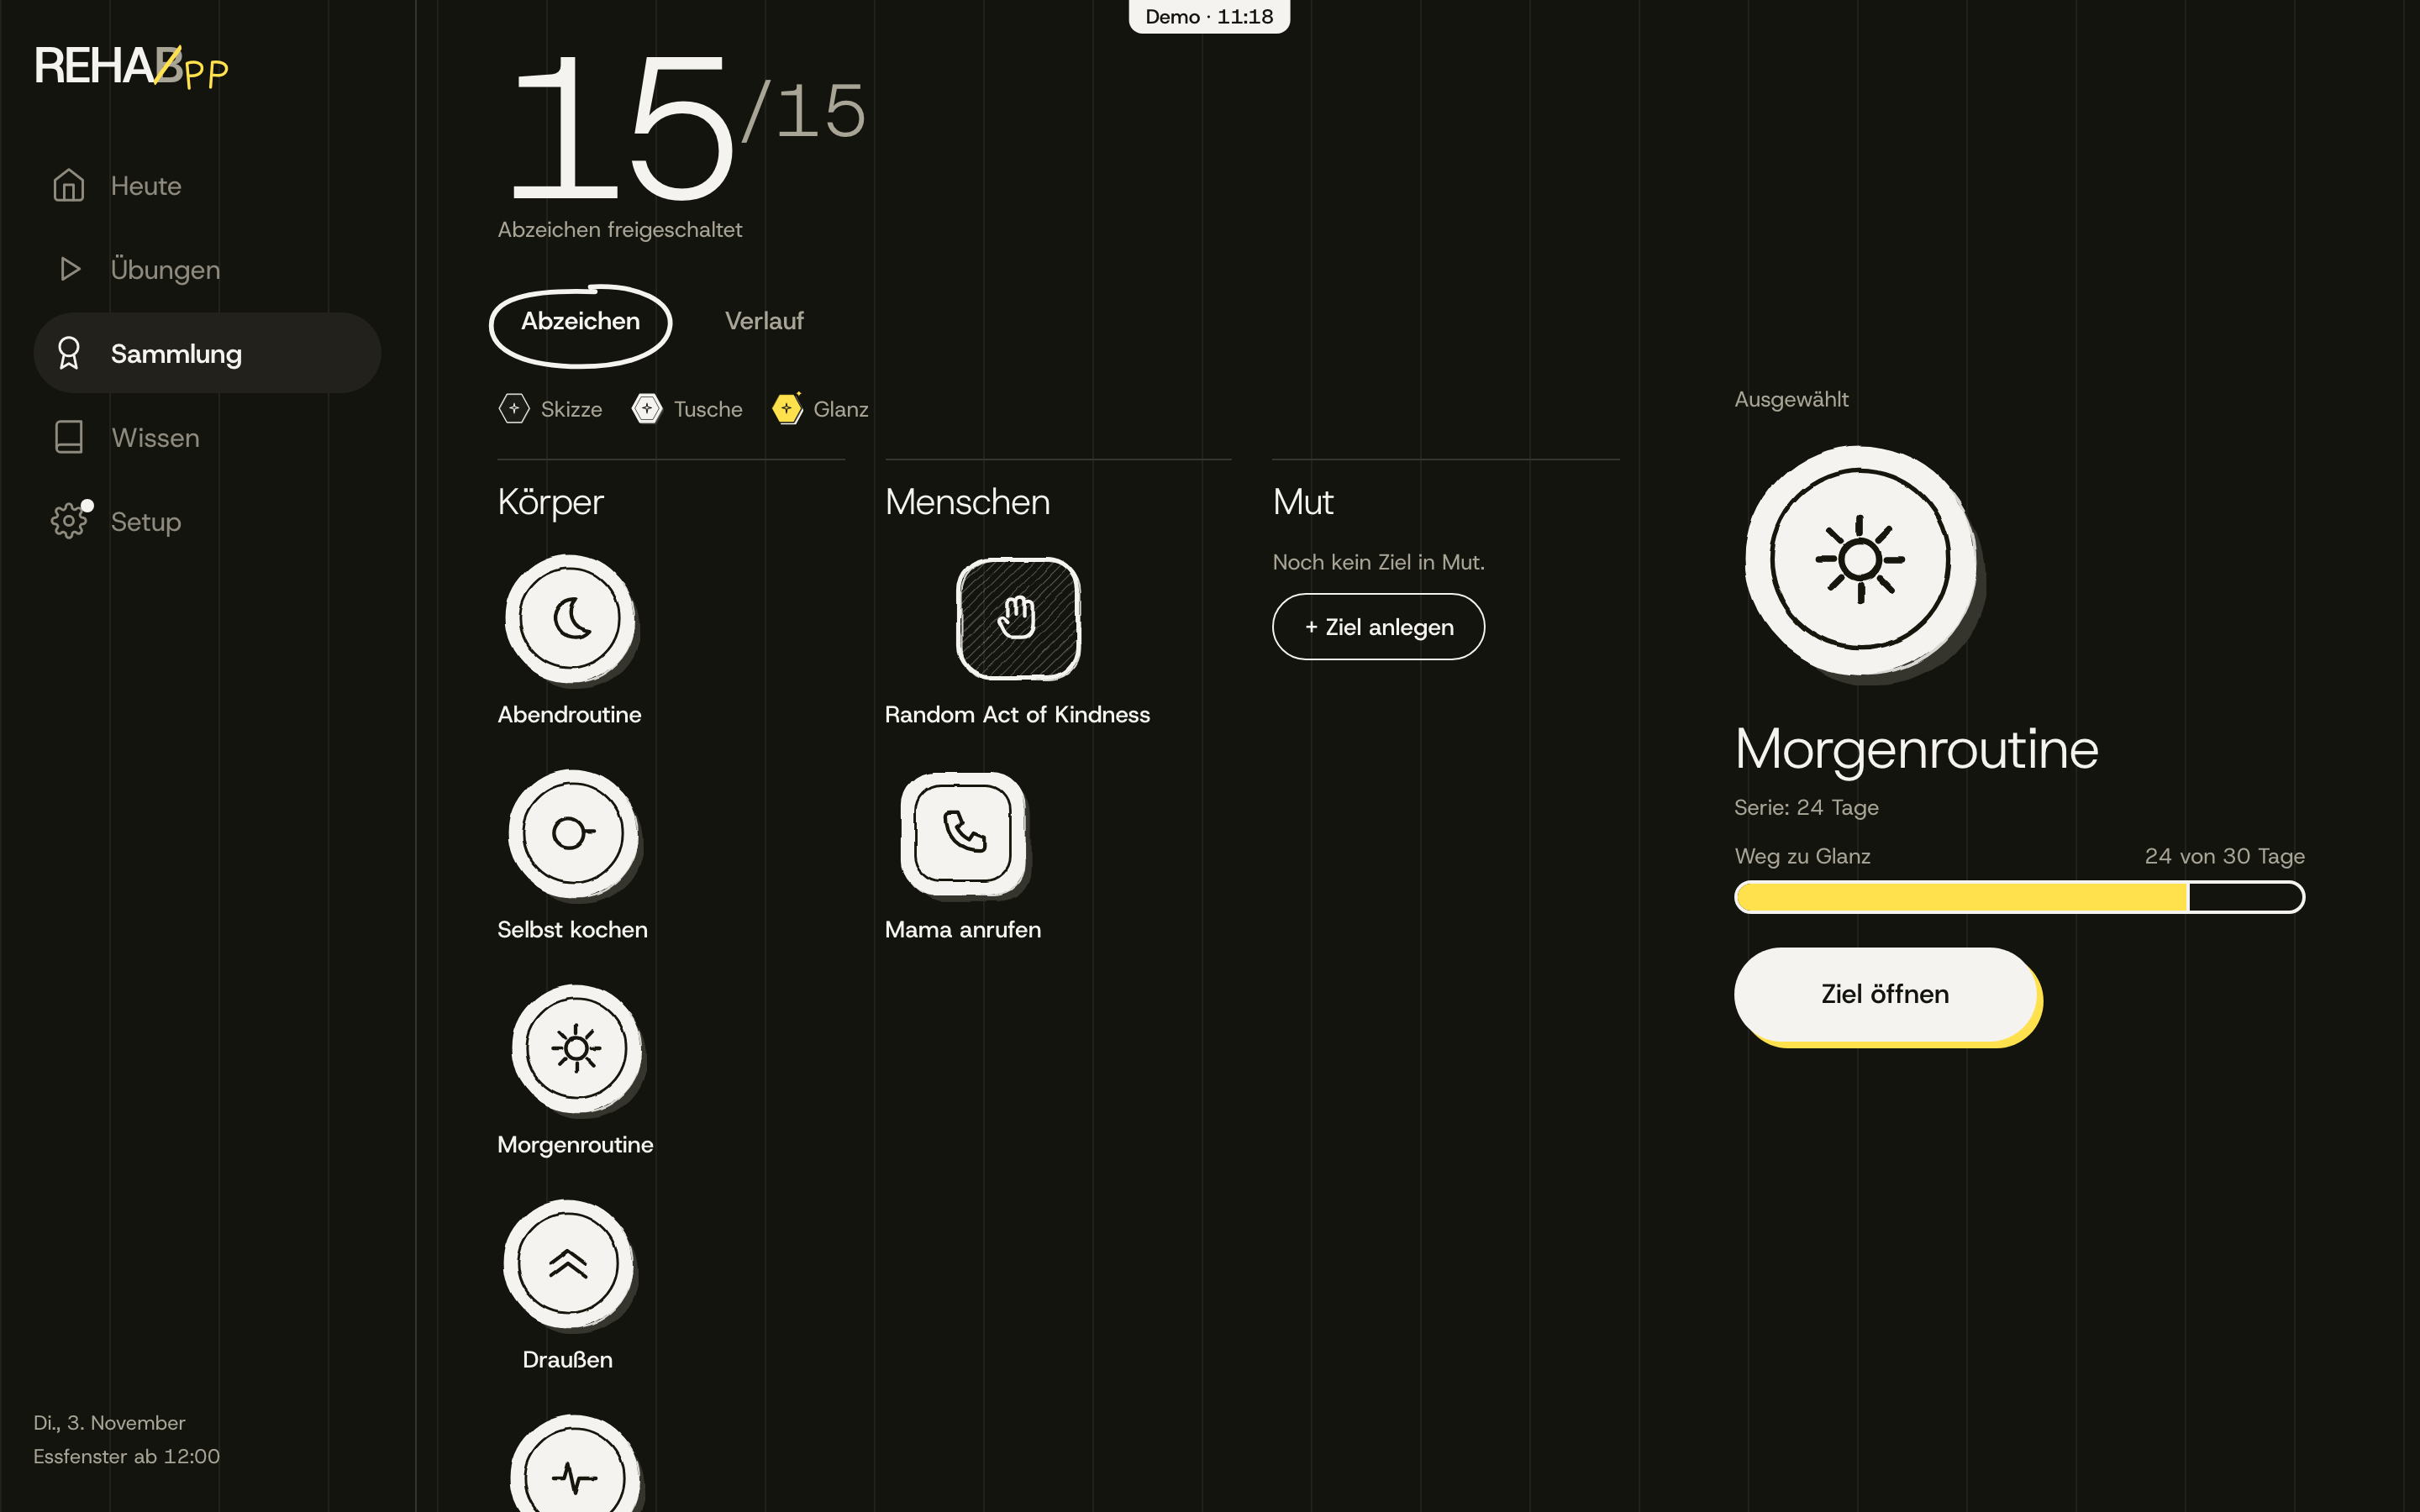 Demo · 11:18
REHABPP
Heute
Übungen
Sammlung
Wissen
Setup
Di., 3. November
Essfenster ab 12:00
15/15
Abzeichen freigeschaltet
Abzeichen
Verlauf
Skizze
Tusche
Glanz
Körper
Abendroutine
Selbst kochen
Morgenroutine
Draußen
Menschen
Random Act of Kindness
Mama anrufen
Mut
Noch kein Ziel in Mut.
+ Ziel anlegen
Ausgewählt
Morgenroutine
Serie: 24 Tage
Weg zu Glanz
24 von 30 Tage
Ziel öffnen